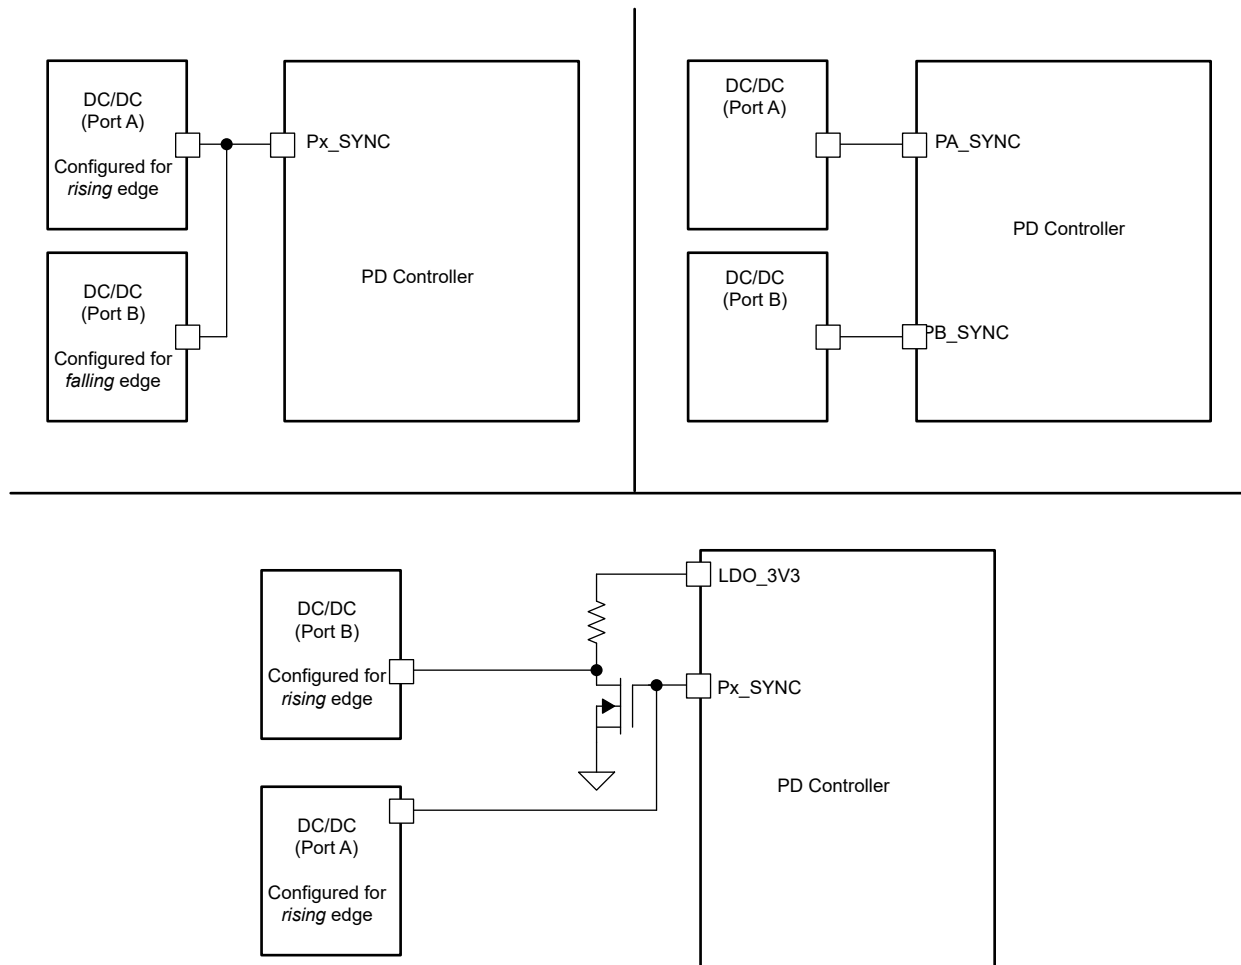 DC/DC
(Port A)
Configured for
rising edge
DC/DC
(Port B)
Configured for
falling edge
Px_SYNC
PD Controller
DC/DC
(Port A)
DC/DC
(Port B)
PA_SYNC
PD Controller
PB_SYNC
DC/DC
(Port B)
Configured for
rising edge
DC/DC
(Port A)
Configured for
rising edge
LDO_3V3
Px_SYNC
PD Controller